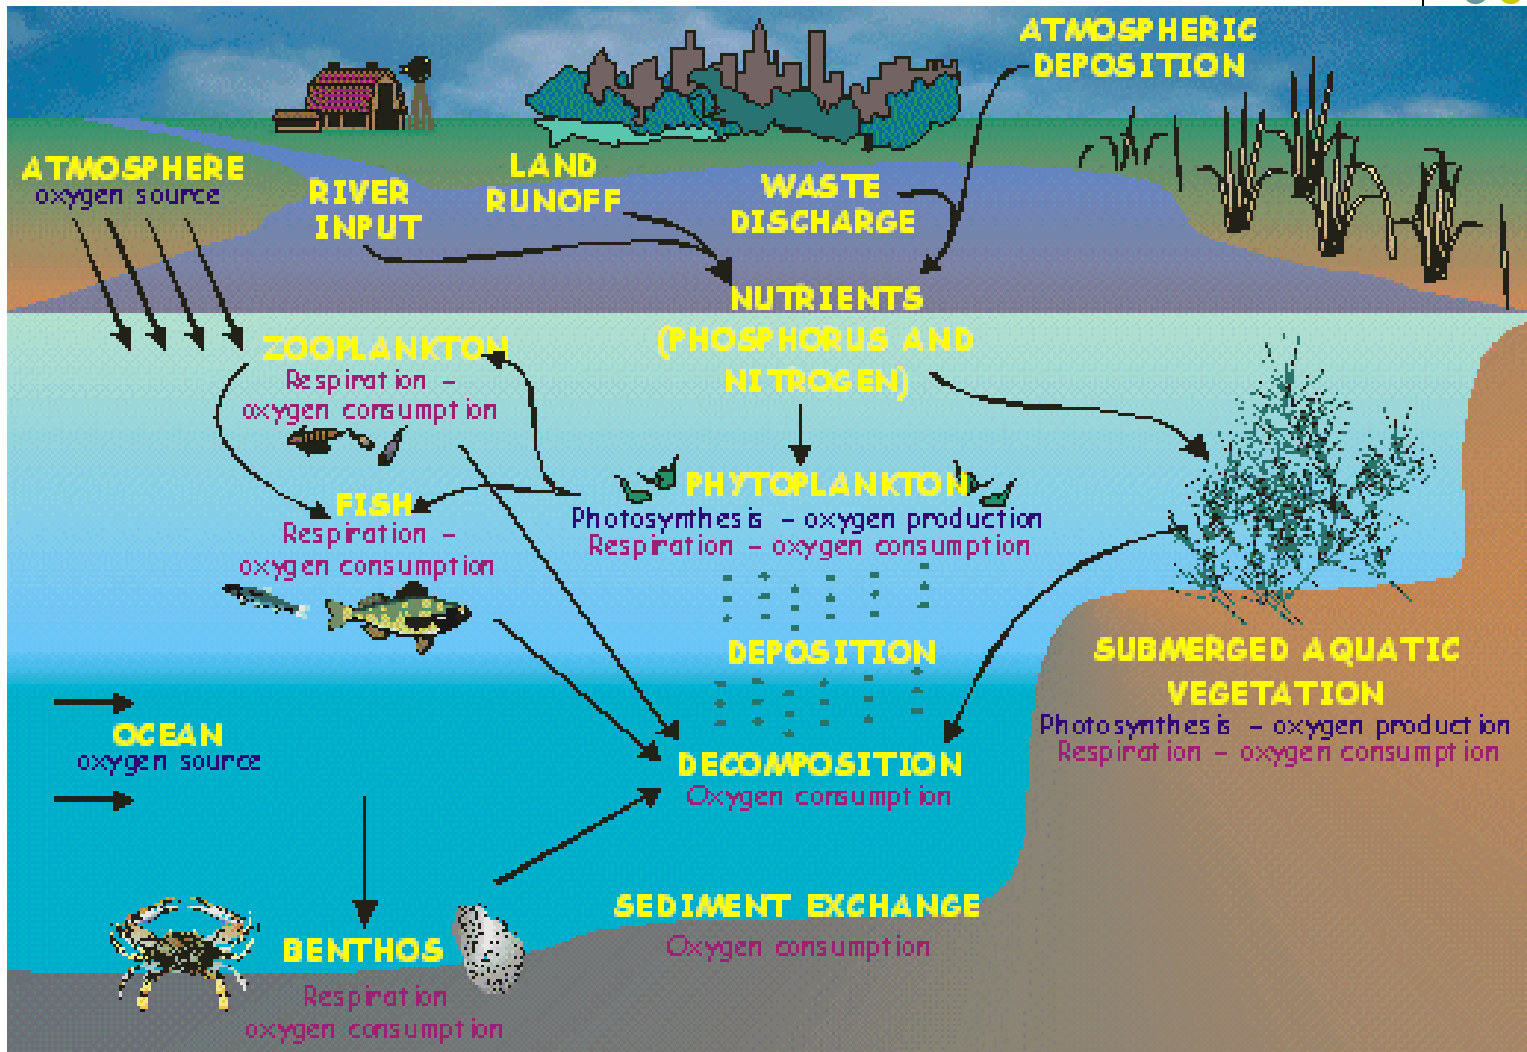 ATMOSPHERIC
DEPOSITION
ATMOSPHERE
oxygen source
RIVER
INPUT
LAND
RUNOFF
WASTE
DISCHARGE
NUTRIENTS
(PHOSPHORUS AND
NITROGEN)
ZOOPLANKTON
Respiration -
oxygen consumption
FISH
Respiration -
oxygen consumption
PHYTOPLANKTON
Photosynthesis - oxygen production
Respiration - oxygen consumption
DEPOSITION
SUBMERGED AQUATIC
VEGETATION
Photosynthesis - oxygen production
Respiration - oxygen consumption
OCEAN
oxygen source
DECOMPOSITION
Oxygen consumption
BENTHOS
Respiration
oxygen consumption
SEDIMENT EXCHANGE
Oxygen consumption